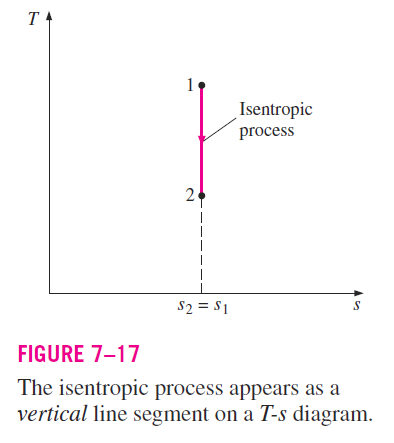 T
1
Isentropic
process
2
s2 = s1
s
FIGURE 7–17
The isentropic process appears as a
vertical line segment on a T-s diagram.